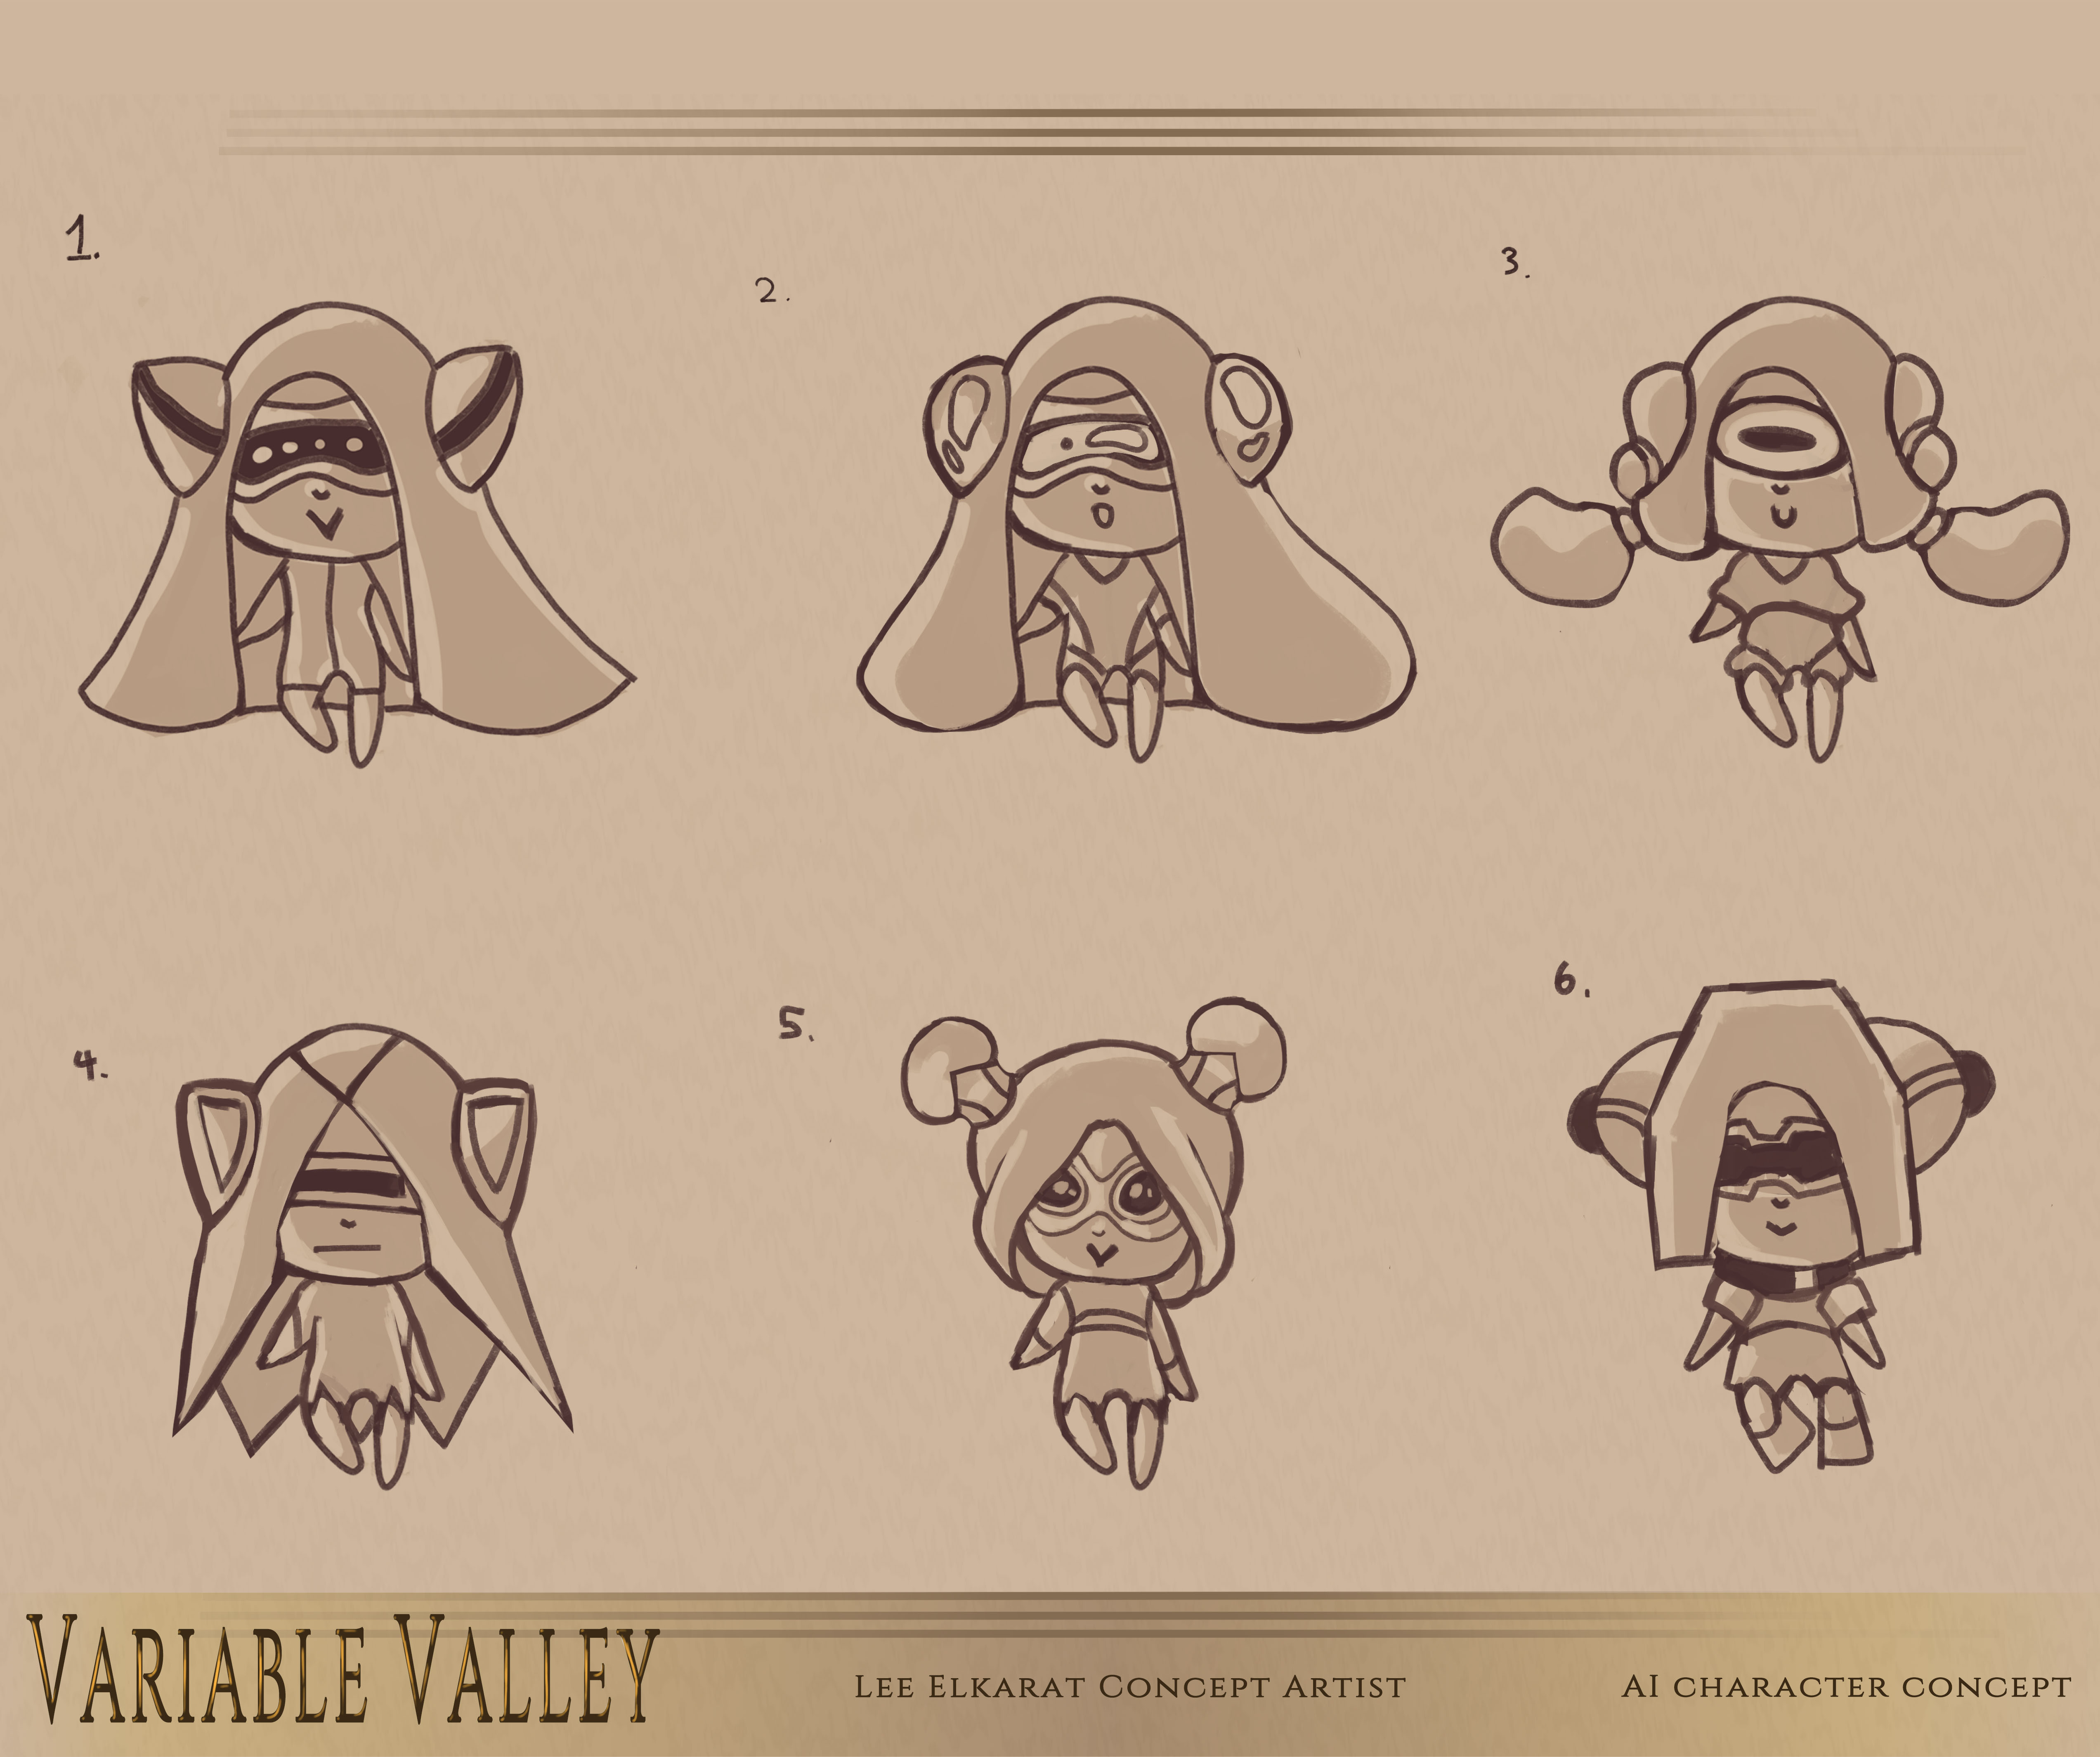 1.
2.
3.
4.
5.
6.
VARIABLE VALLEY
LEE ELKARAT CONCEPT ARTIST
AI CHARACTER CONCEPT